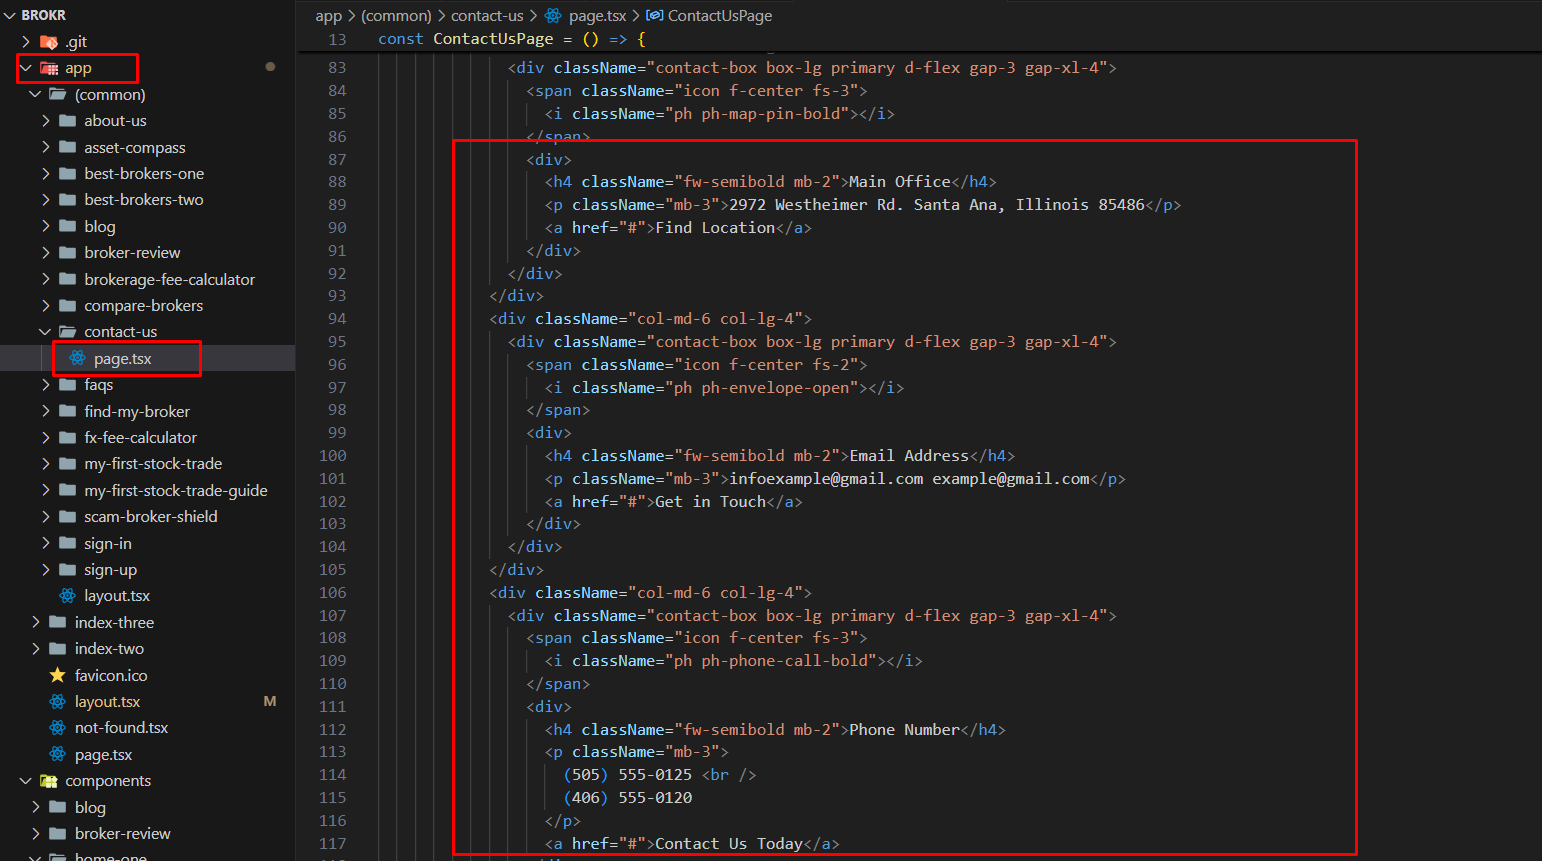 BROKR
.git
app
(common)
about-us
asset-compass
best-brokers-one
best-brokers-two
blog
broker-review
brokerage-fee-calculator
compare-brokers
contact-us
page.tsx
faqs
find-my-broker
fx-fee-calculator
my-first-stock-trade
my-first-stock-trade-guide
scam-broker-shield
sign-in
sign-up
layout.tsx
index-three
index-two
favicon.ico
layout.tsx M
not-found.tsx
page.tsx
components
blog
broker-review
home-one
app > (common) > contact-us > page.tsx > ContactUsPage
13 const ContactUsPage = () => {
83 <div className="contact-box box-lg primary d-flex gap-3 gap-xl-4">
84 <span className="icon f-center fs-3">
85 <i className="ph ph-map-pin-bold"></i>
86 </span>
87 <div>
88 <h4 className="fw-semibold mb-2">Main Office</h4>
89 <p className="mb-3">2972 Westheimer Rd. Santa Ana, Illinois 85486</p>
90 <a href="#">Find Location</a>
91 </div>
92 </div>
93 </div>
94 <div className="col-md-6 col-lg-4">
95 <div className="contact-box box-lg primary d-flex gap-3 gap-xl-4">
96 <span className="icon f-center fs-2">
97 <i className="ph ph-envelope-open"></i>
98 </span>
99 <div>
100 <h4 className="fw-semibold mb-2">Email Address</h4>
101 <p className="mb-3">infoexample@gmail.com example@gmail.com</p>
102 <a href="#">Get in Touch</a>
103 </div>
104 </div>
105 </div>
106 <div className="col-md-6 col-lg-4">
107 <div className="contact-box box-lg primary d-flex gap-3 gap-xl-4">
108 <span className="icon f-center fs-3">
109 <i className="ph ph-phone-call-bold"></i>
110 </span>
111 <div>
112 <h4 className="fw-semibold mb-2">Phone Number</h4>
113 <p className="mb-3">
114 (505) 555-0125 <br />
115 (406) 555-0120
116 </p>
117 <a href="#">Contact Us Today</a>